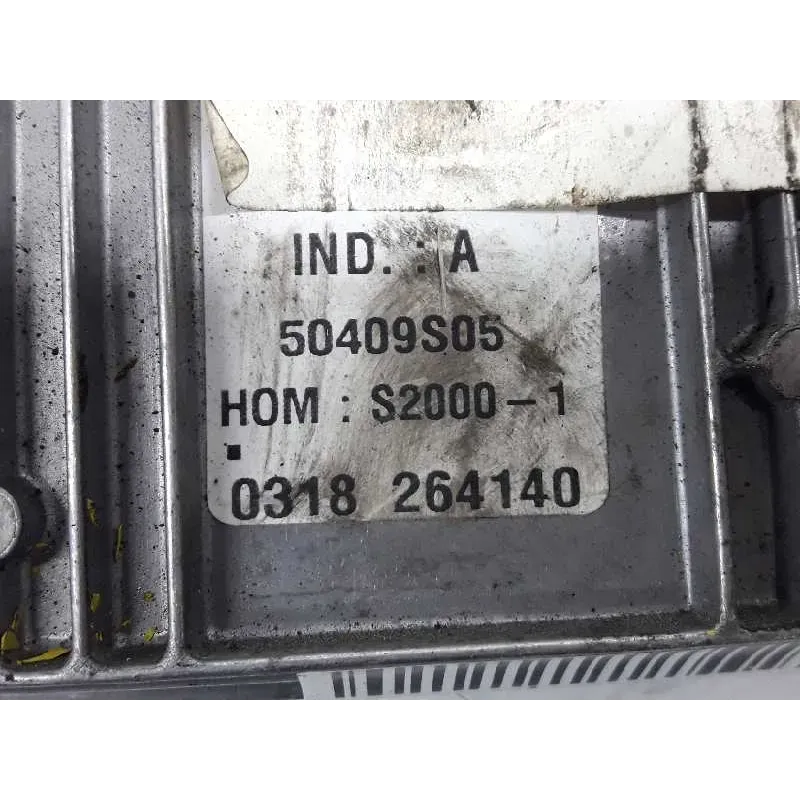 IND. : A
50409S05
HOM : S2000-1
0318 264140